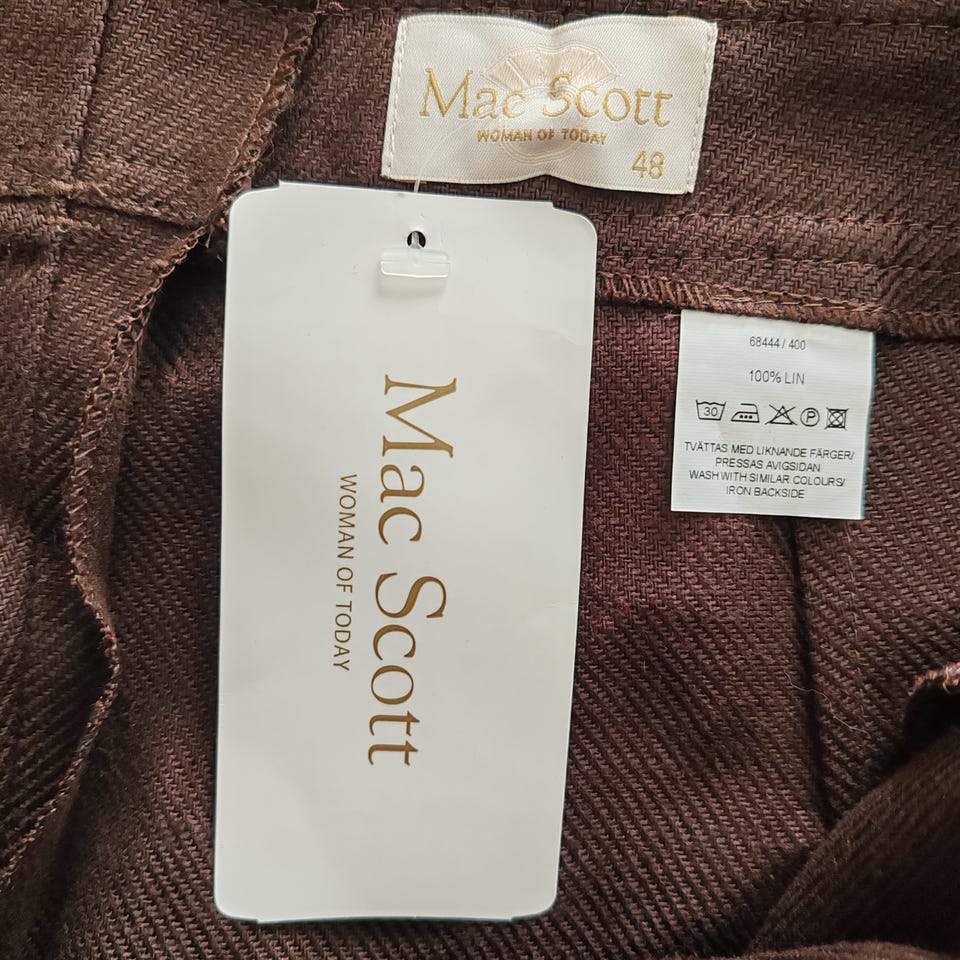 Mac Scott
WOMAN OF TODAY
48
Mac Scott
WOMAN OF TODAY
68444 / 400
100% LIN
30
P
TVÄTTAS MED LIKNANDE FÄRGER/
PRESSAS AVIGSIDAN
WASH WITH SIMILAR COLOURS/
IRON BACKSIDE